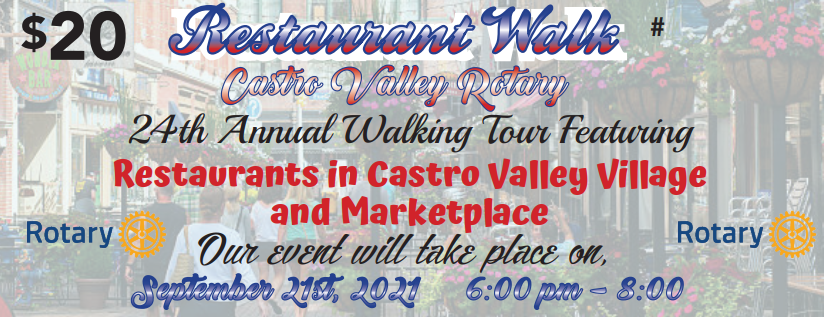 $20 Restaurant Walk #
Castro Valley Rotary
24th Annual Walking Tour Featuring
Restaurants in Castro Valley Village
and Marketplace
Rotary
Rotary
Our event will take place on,
September 21st, 2021 6:00 pm – 8:00